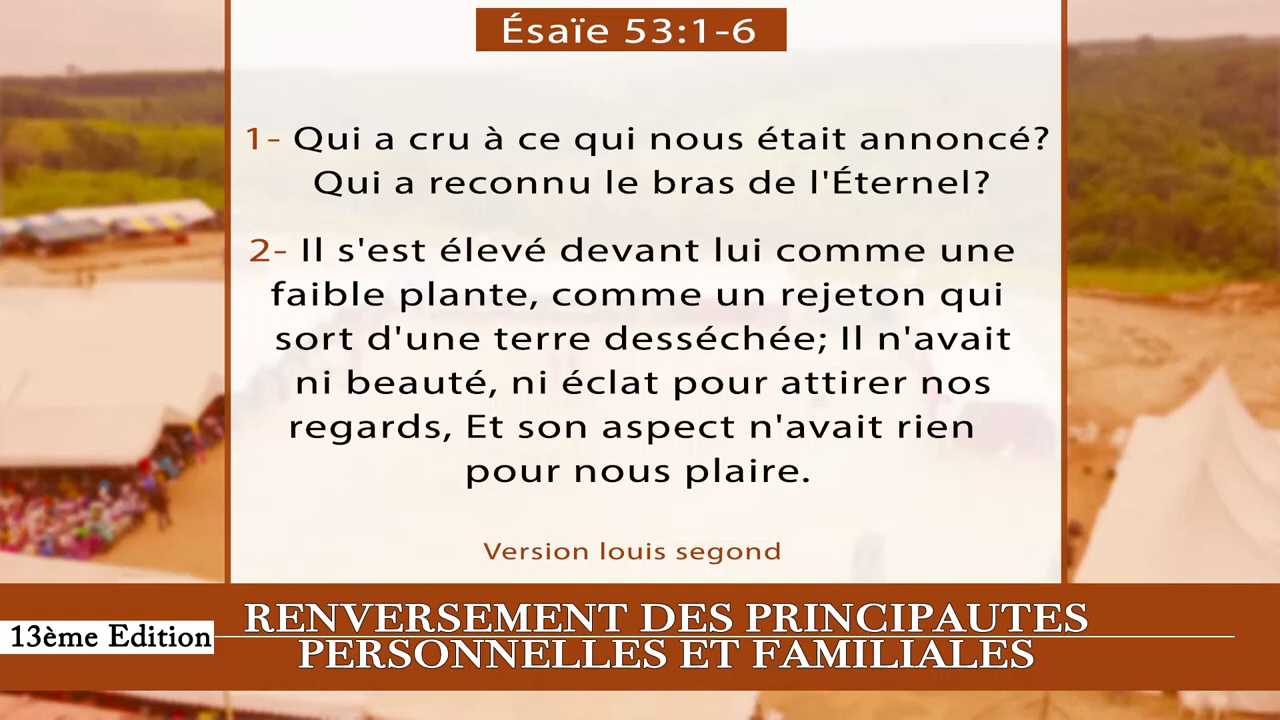 Ésaïe 53:1-6
1- Qui a cru à ce qui nous était annoncé?
Qui a reconnu le bras de l'Éternel?
2- Il s'est élevé devant lui comme une
faible plante, comme un rejeton qui
sort d'une terre desséchée; Il n'avait
ni beauté, ni éclat pour attirer nos
regards, Et son aspect n'avait rien
pour nous plaire.
Version louis segond
13ème Edition
RENVERSEMENT DES PRINCIPAUTES
PERSONNELLES ET FAMILIALES